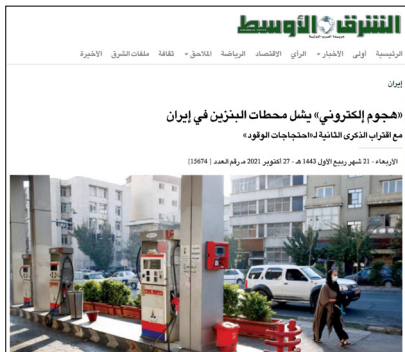 الشرق الأوسط
الرئيسية أولى الأخبار الرأي الاقتصاد الرياضة الملاحق ثقافة ملفات الشرق الأخيرة
إيران
«هجوم إلكتروني» يشل محطات البنزين في إيران
مع اقتراب الذكرى الثانية لـ«احتجاجات الوقود»
الأربعاء - 21 شهر ربيع الأول 1443 هـ - 27 أكتوبر 2021 مـ رقم العدد [15674]